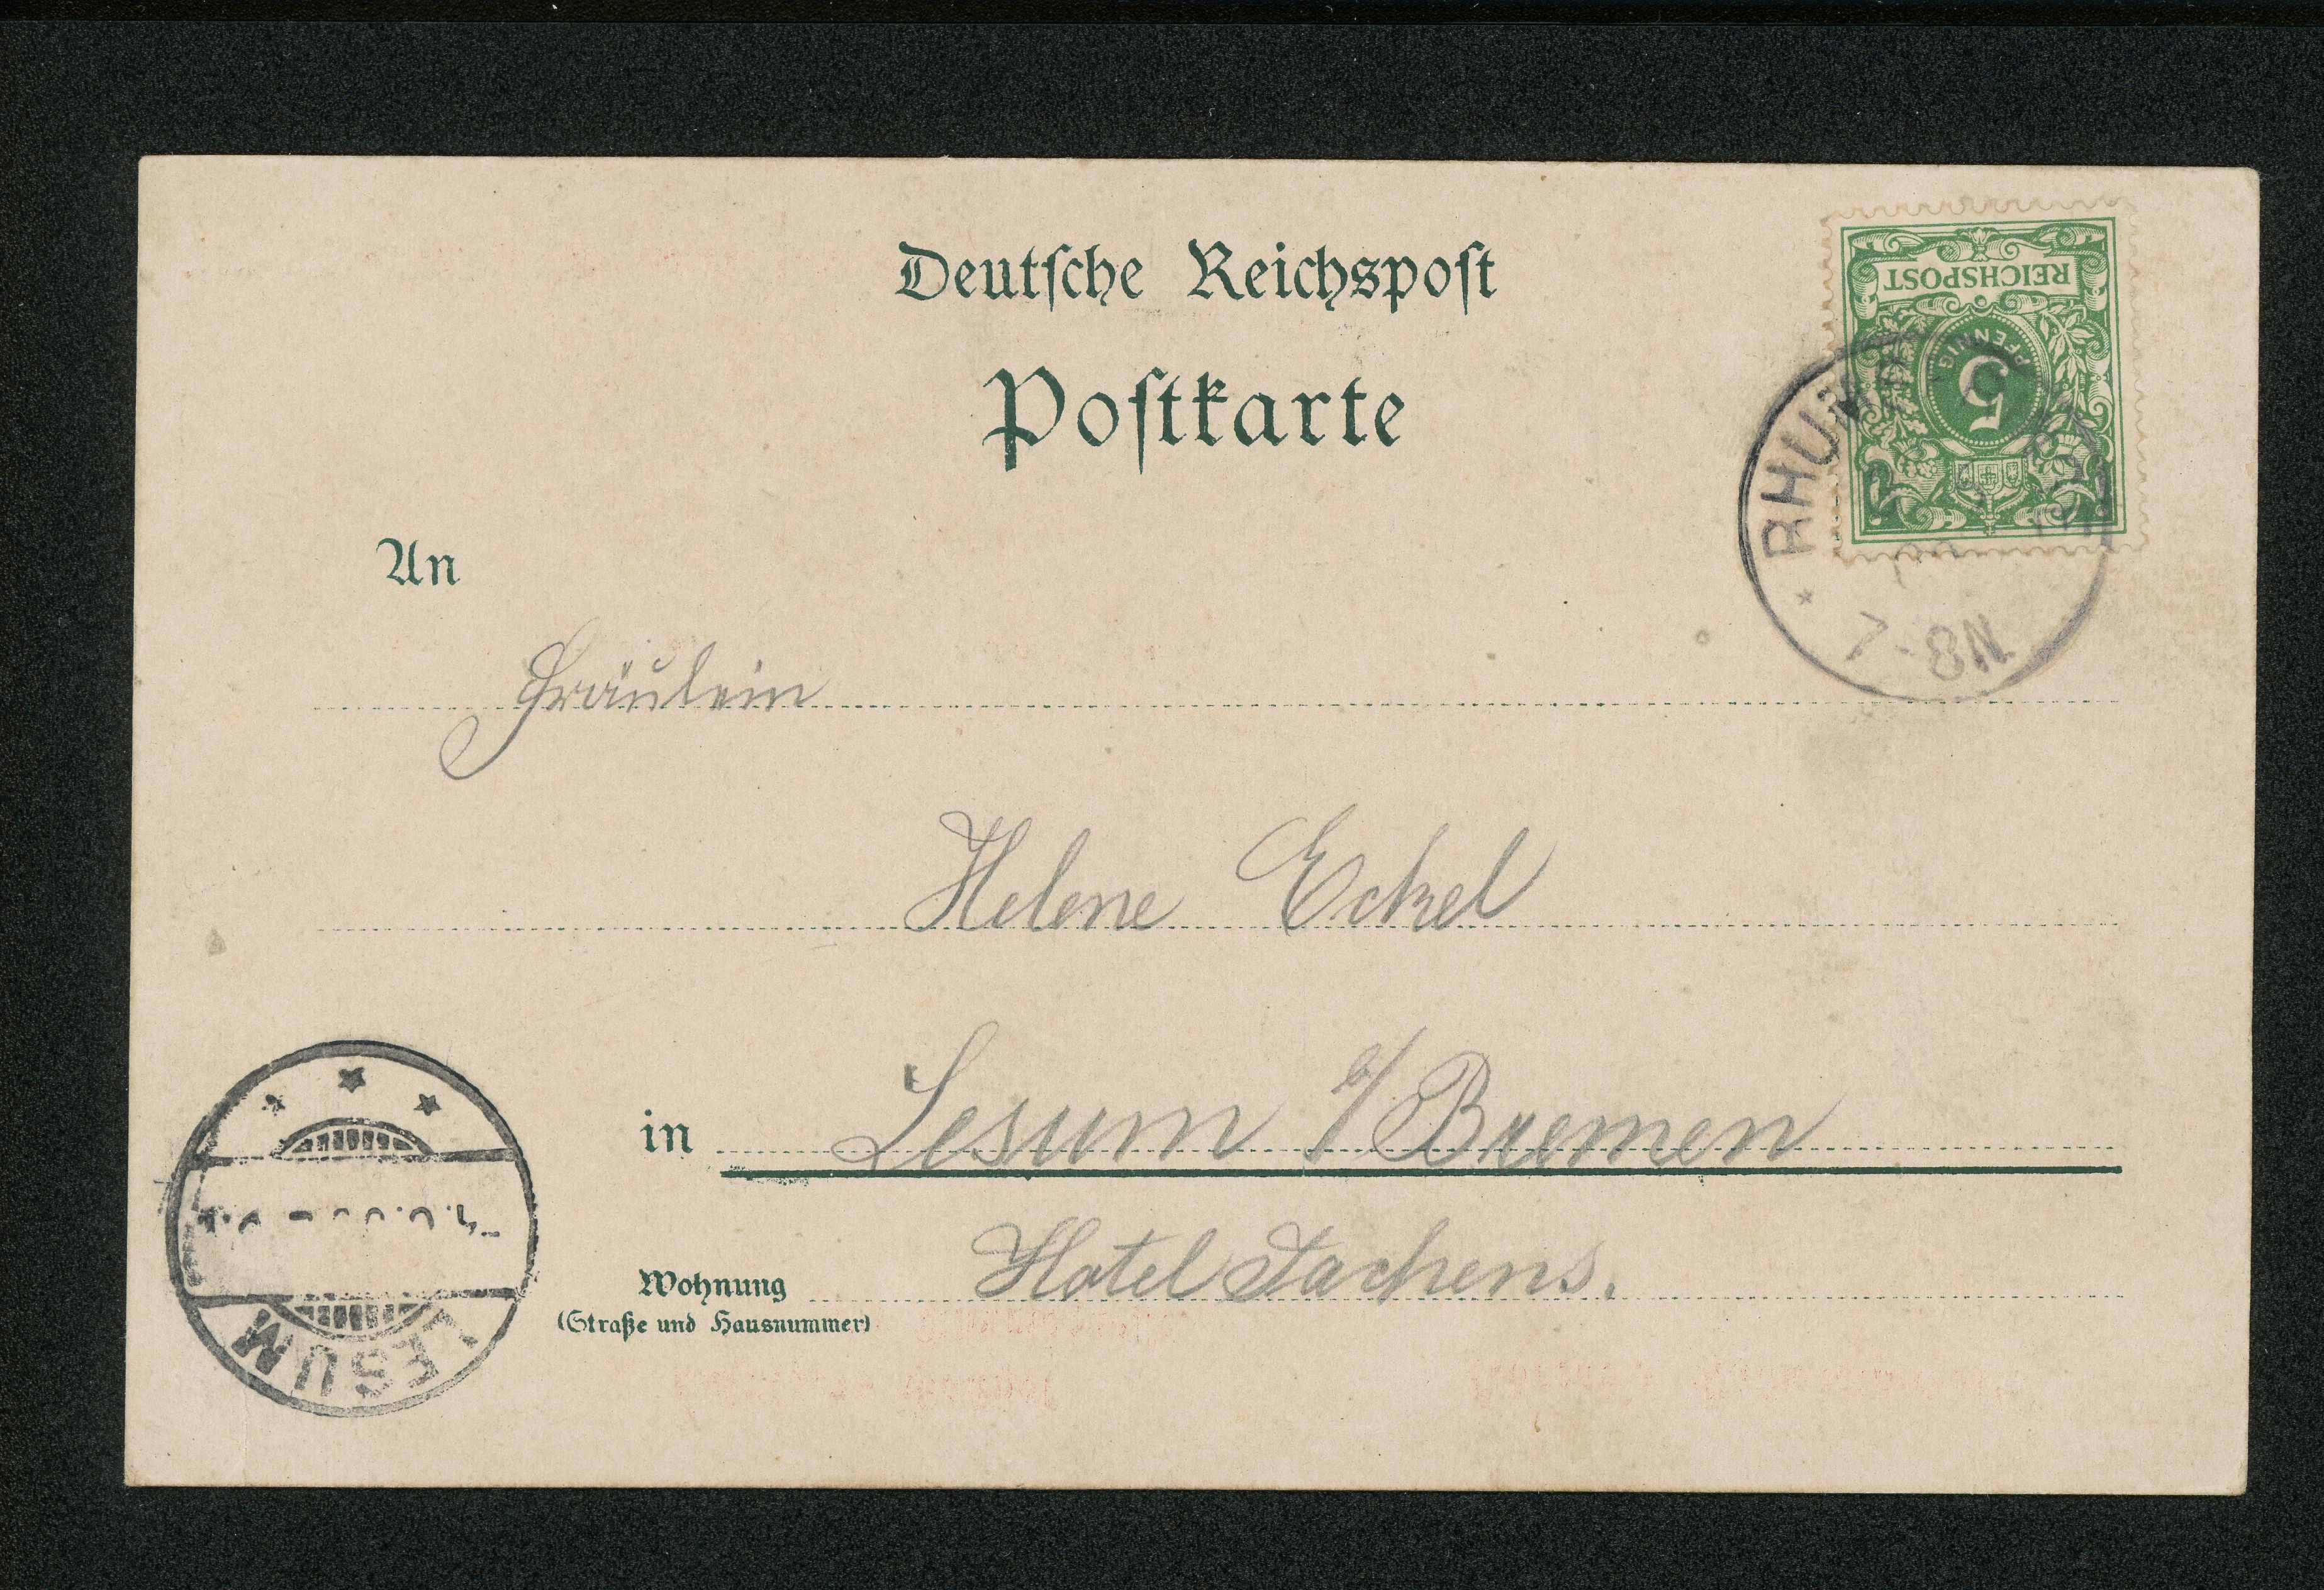 Deutsche Reichspost
Postkarte
REICHSPOST
PFENNIG
5
7-8N
An
Fräulein
Helene Eckel
in Lesum b/Bremen
Wohnung Hotel Sachens.
(Straße und Hausnummer)
LESUM